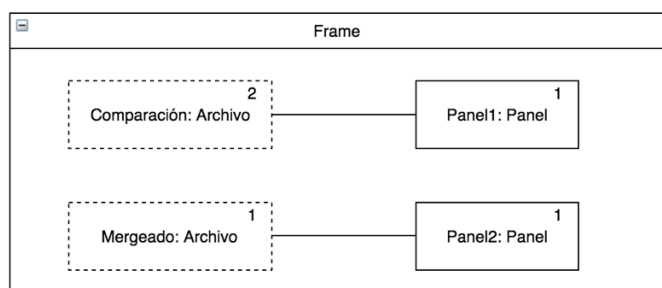 Frame
2
Comparación: Archivo
1
Panel1: Panel
1
Mergeado: Archivo
1
Panel2: Panel